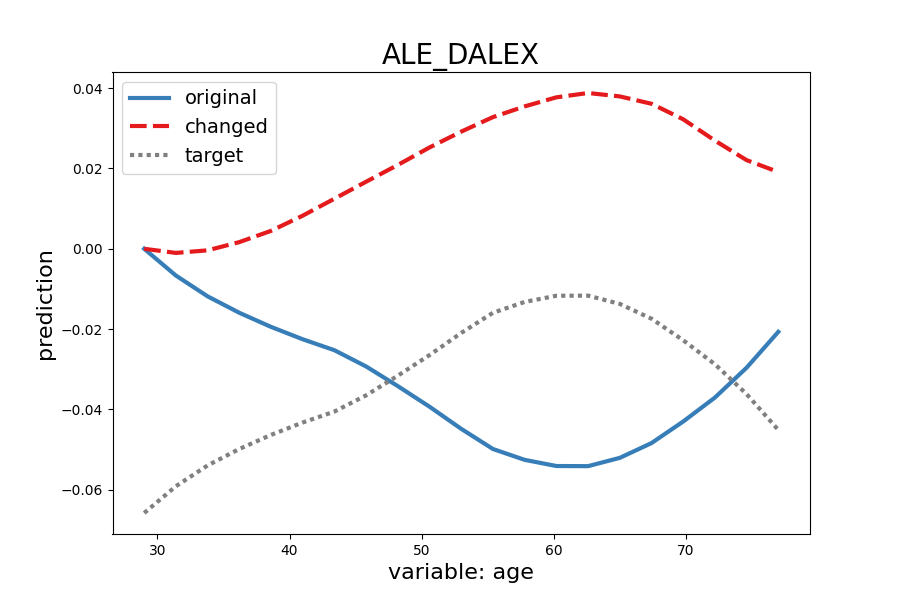 ALE_DALEX
original
changed
target
0.04
0.02
0.00
−0.02
−0.04
−0.06
prediction
30 40 50 60 70
variable: age